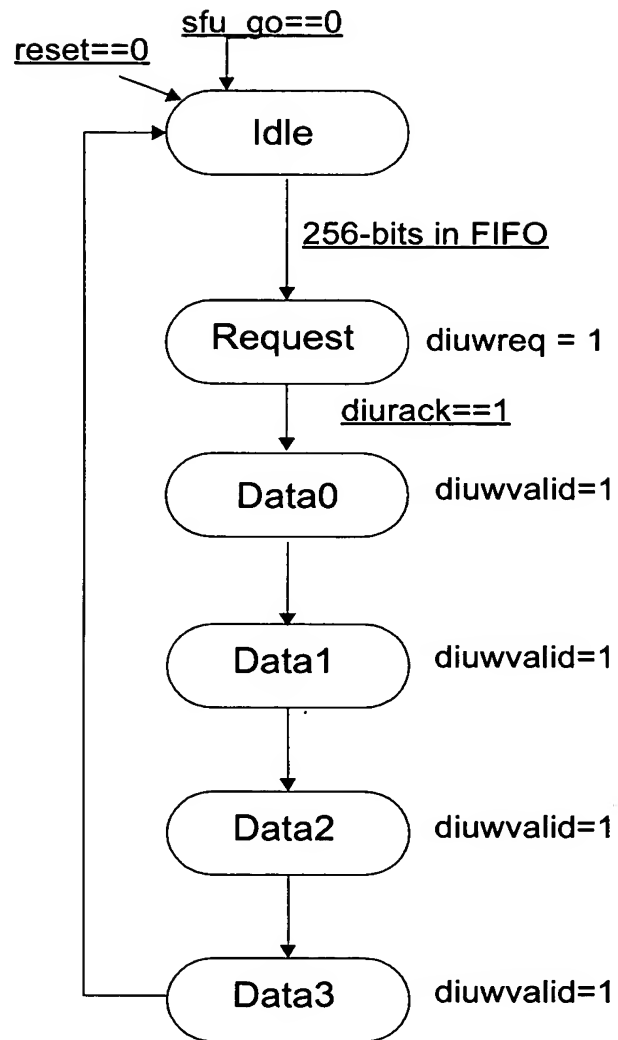 sfu_go==0
reset==0
Idle
256-bits in FIFO
Request
diuwreq = 1
diurack==1
Data0
diuwvalid=1
Data1
diuwvalid=1
Data2
diuwvalid=1
Data3
diuwvalid=1